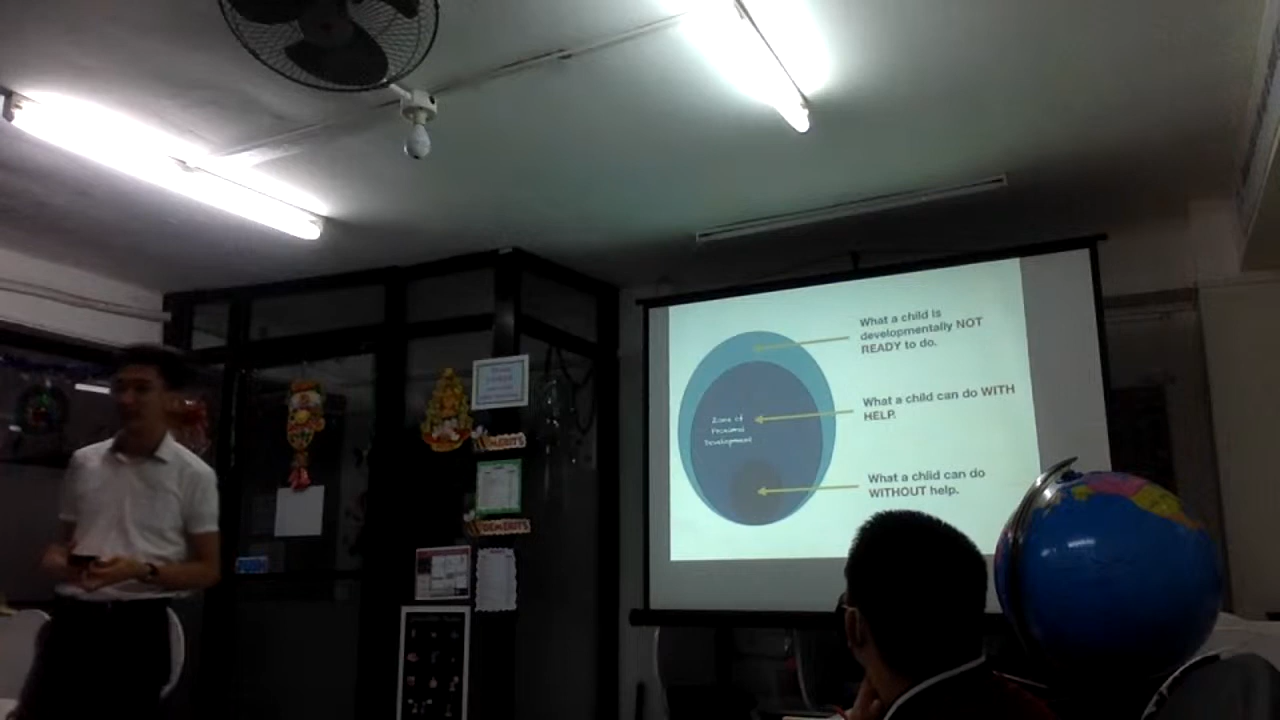 What a child is
developmentally NOT
READY to do.
What a child can do WITH
HELP.
Zone of
Proximal
Development
What a child can do
WITHOUT help.
MERITS
DEMERITS